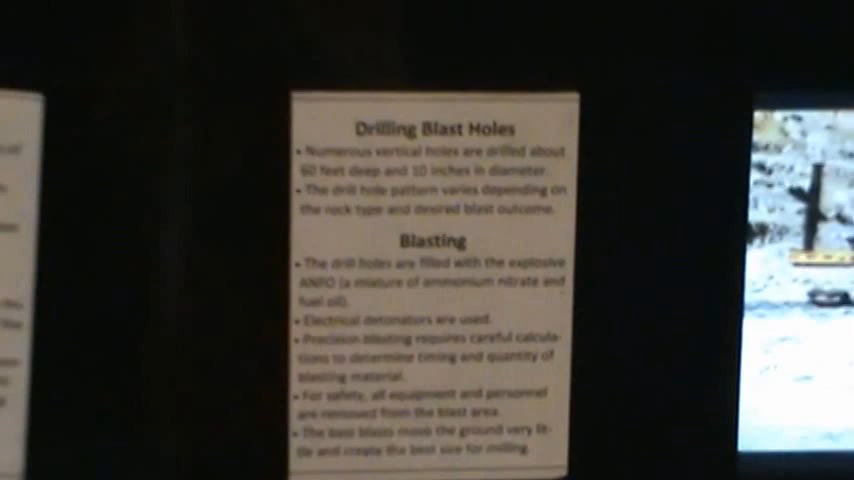 Drilling Blast Holes
• Numerous vertical holes are drilled about
60 feet deep and 10 inches in diameter.
• The drill hole pattern varies depending on
the rock type and desired blast outcome.
Blasting
• The drill holes are filled with the explosive
ANFO (a mixture of ammonium nitrate and
fuel oil).
• Electrical detonators are used.
• Precision blasting requires careful calcula-
tions to determine timing and quantity of
blasting material.
• For safety, all equipment and personnel
are removed from the blast area.
• The best blasts move the ground very lit-
tle and create the best size for milling.